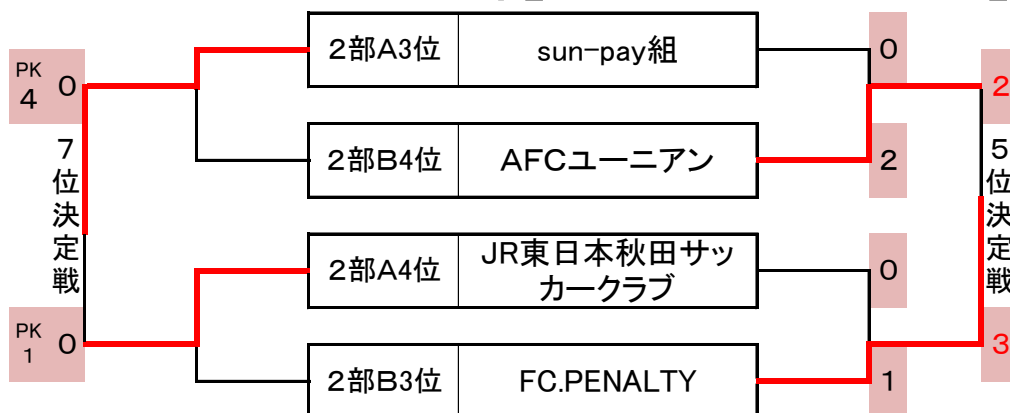 2部A3位
sun-pay組
0
PK
4
0
2
7位決定戦
2部B4位
AFCユーニアン
2
5位決定戦
2部A4位
JR東日本秋田サッ
カークラブ
0
PK
1
0
3
2部B3位
FC.PENALTY
1